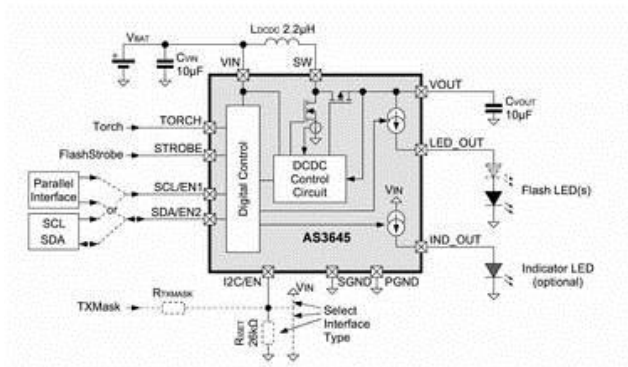 LDCDC 2.2µH
VBAT
CVIN
10µF
VIN
SW
VOUT
CVOUT
10µF
Torch
TORCH
FlashStrobe
STROBE
Digital Control
DCDC
Control
Circuit
LED_OUT
Flash LED(s)
Parallel
Interface
or
SCL
SDA
SCL/EN1
SDA/EN2
VIN
AS3645
IND_OUT
Indicator LED
(optional)
I2C/EN
SGND
PGND
TXMask
RTXMASK
VIN
RSET
26kΩ
Select
Interface
Type